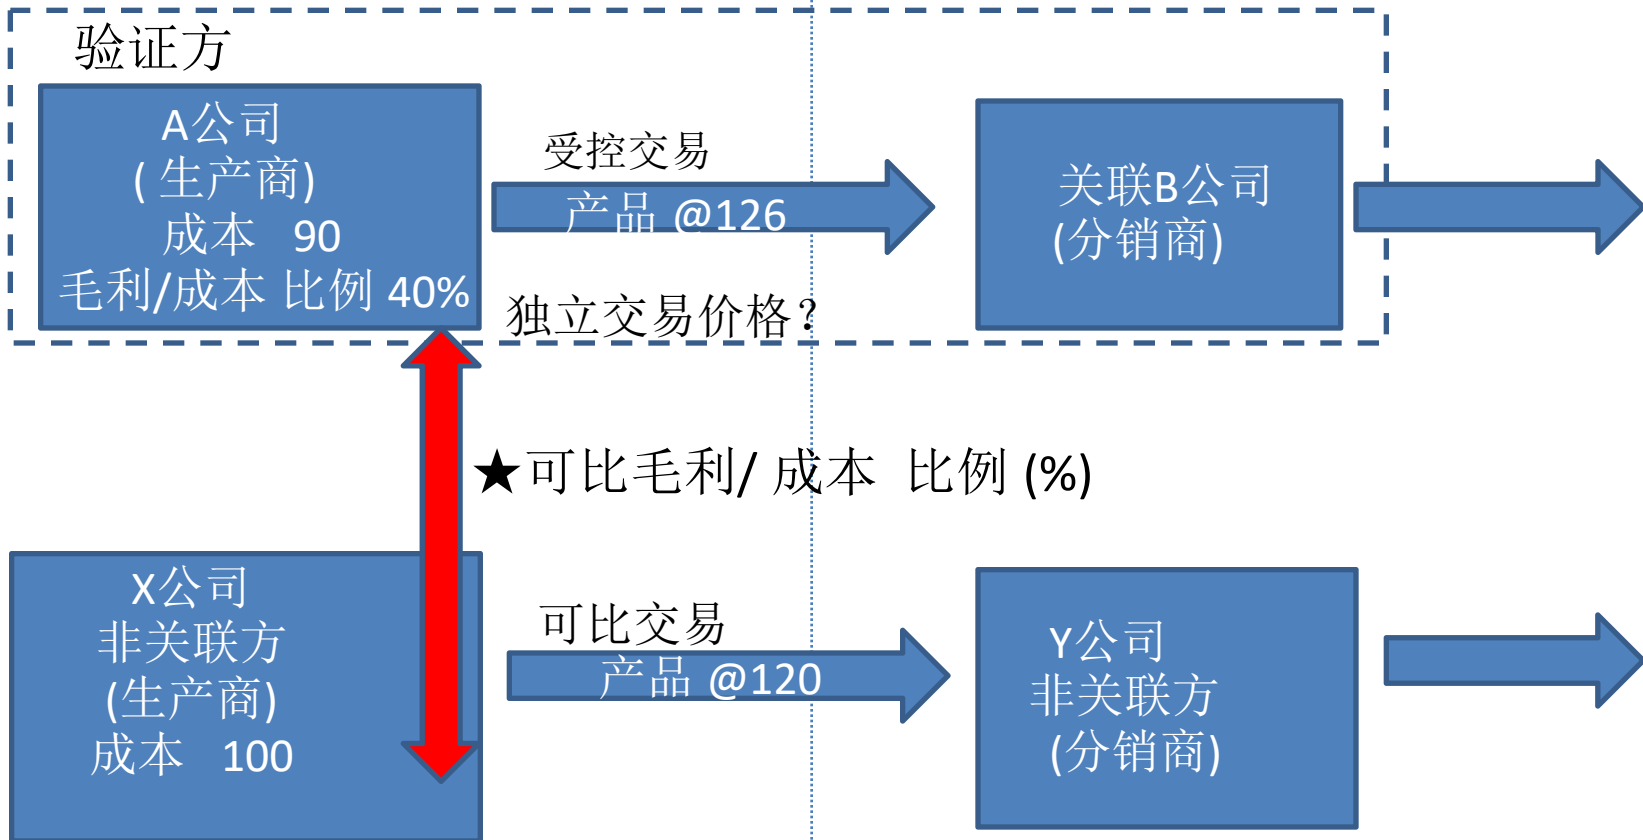 验证方
A公司
( 生产商)
成本 90
毛利/成本 比例 40%
受控交易
产品 @126
关联B公司
(分销商)
独立交易价格?
★可比毛利/ 成本 比例 (%)
X公司
非关联方
(生产商)
成本 100
可比交易
产品 @120
Y公司
非关联方
(分销商)